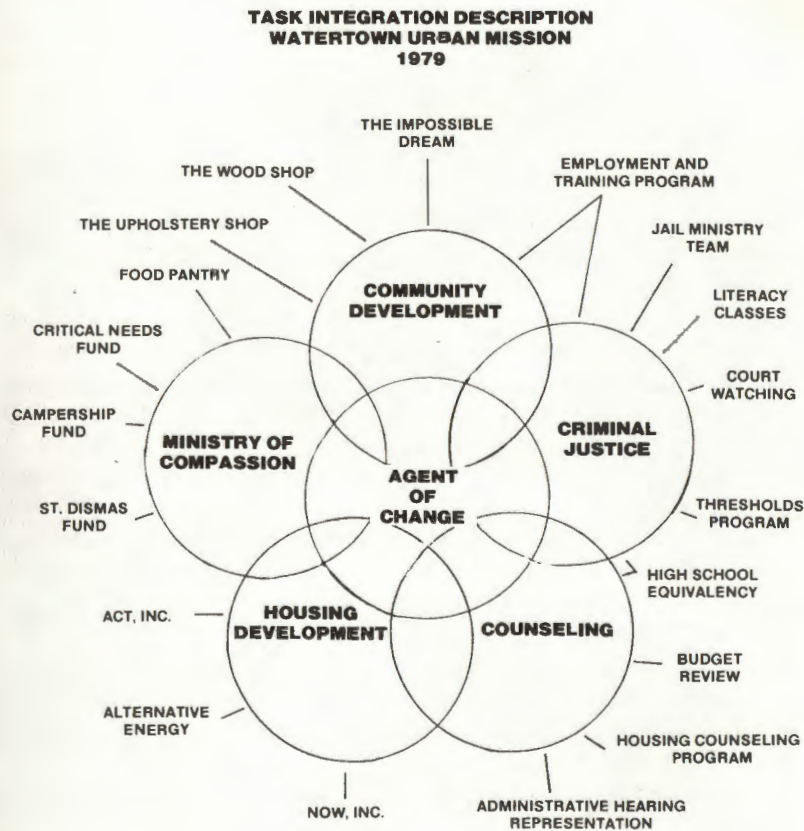 TASK INTEGRATION DESCRIPTION
WATERTOWN URBAN MISSION
1979
THE IMPOSSIBLE
DREAM
THE WOOD SHOP
EMPLOYMENT AND
TRAINING PROGRAM
THE UPHOLSTERY SHOP
JAIL MINISTRY
TEAM
FOOD PANTRY
COMMUNITY
DEVELOPMENT
LITERACY
CLASSES
CRITICAL NEEDS
FUND
COURT
WATCHING
CAMPERSHIP
FUND
MINISTRY OF
COMPASSION
CRIMINAL
JUSTICE
AGENT
OF
CHANGE
ST. DISMAS
FUND
THRESHOLDS
PROGRAM
HIGH SCHOOL
EQUIVALENCY
ACT, INC.
HOUSING
DEVELOPMENT
COUNSELING
BUDGET
REVIEW
ALTERNATIVE
ENERGY
HOUSING COUNSELING
PROGRAM
NOW, INC.
ADMINISTRATIVE HEARING
REPRESENTATION